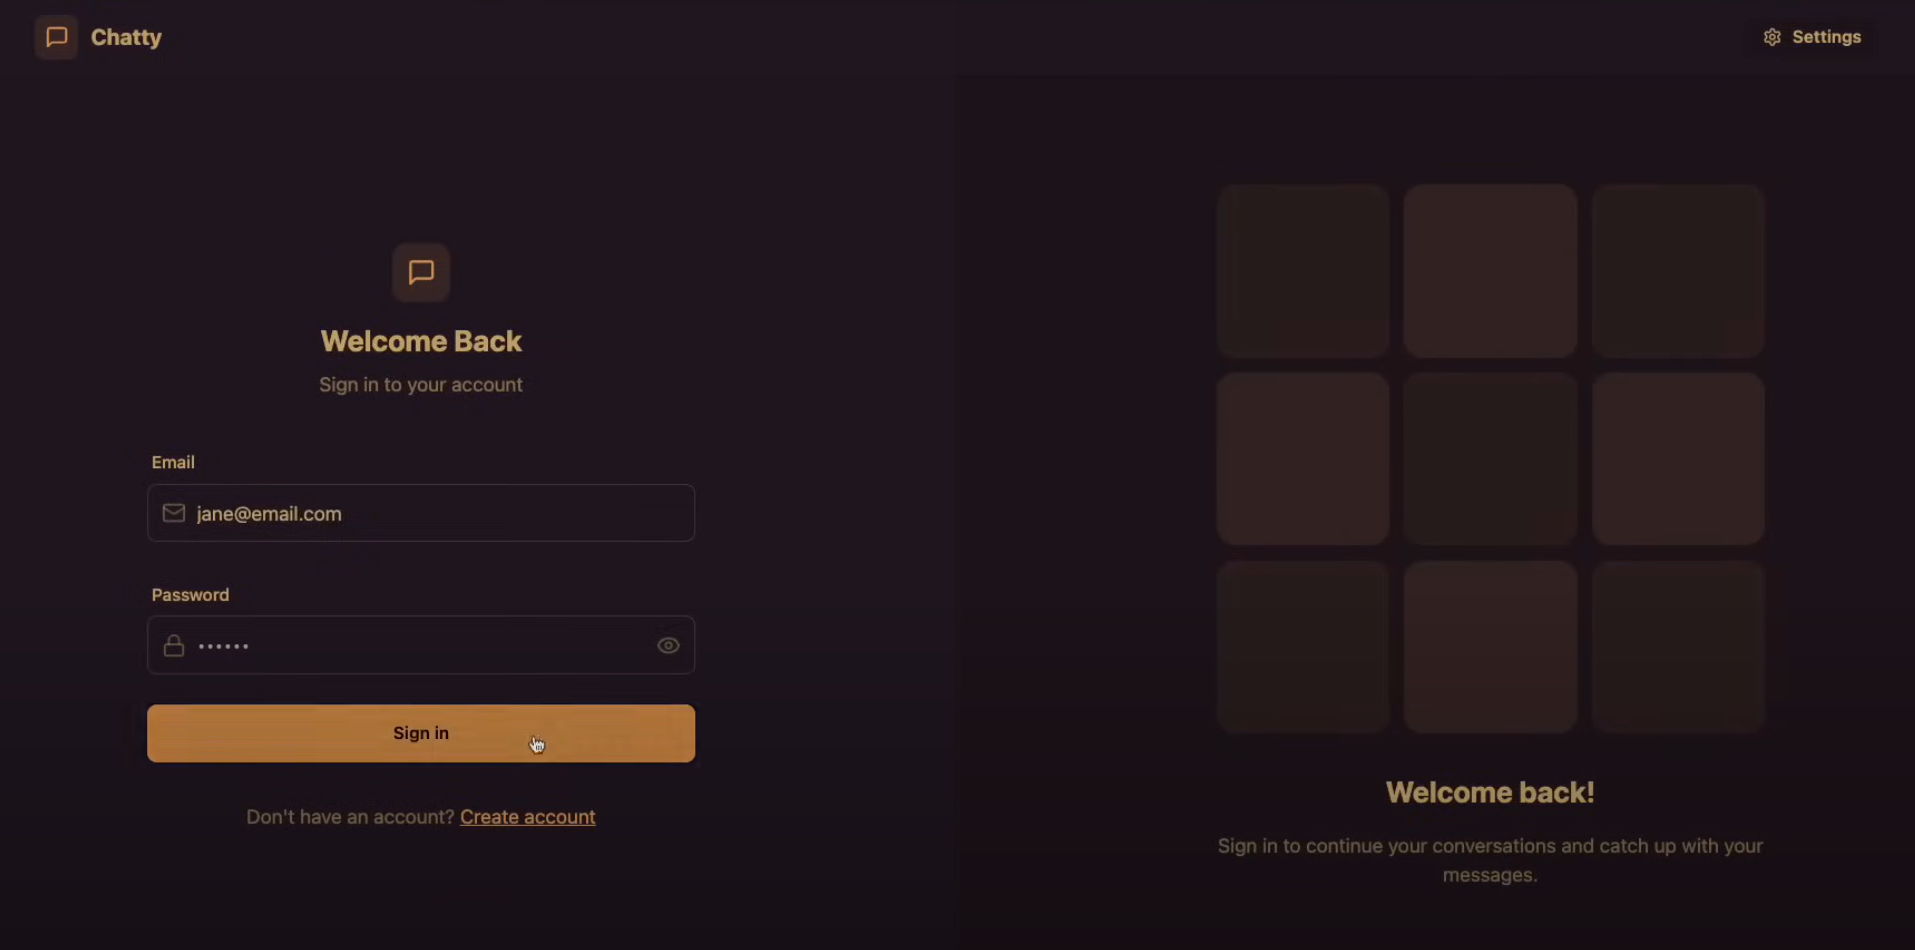 Chatty
Settings
Welcome Back
Sign in to your account
Email
jane@email.com
Password
••••••
Sign in
Don't have an account? Create account
Welcome back!
Sign in to continue your conversations and catch up with your
messages.